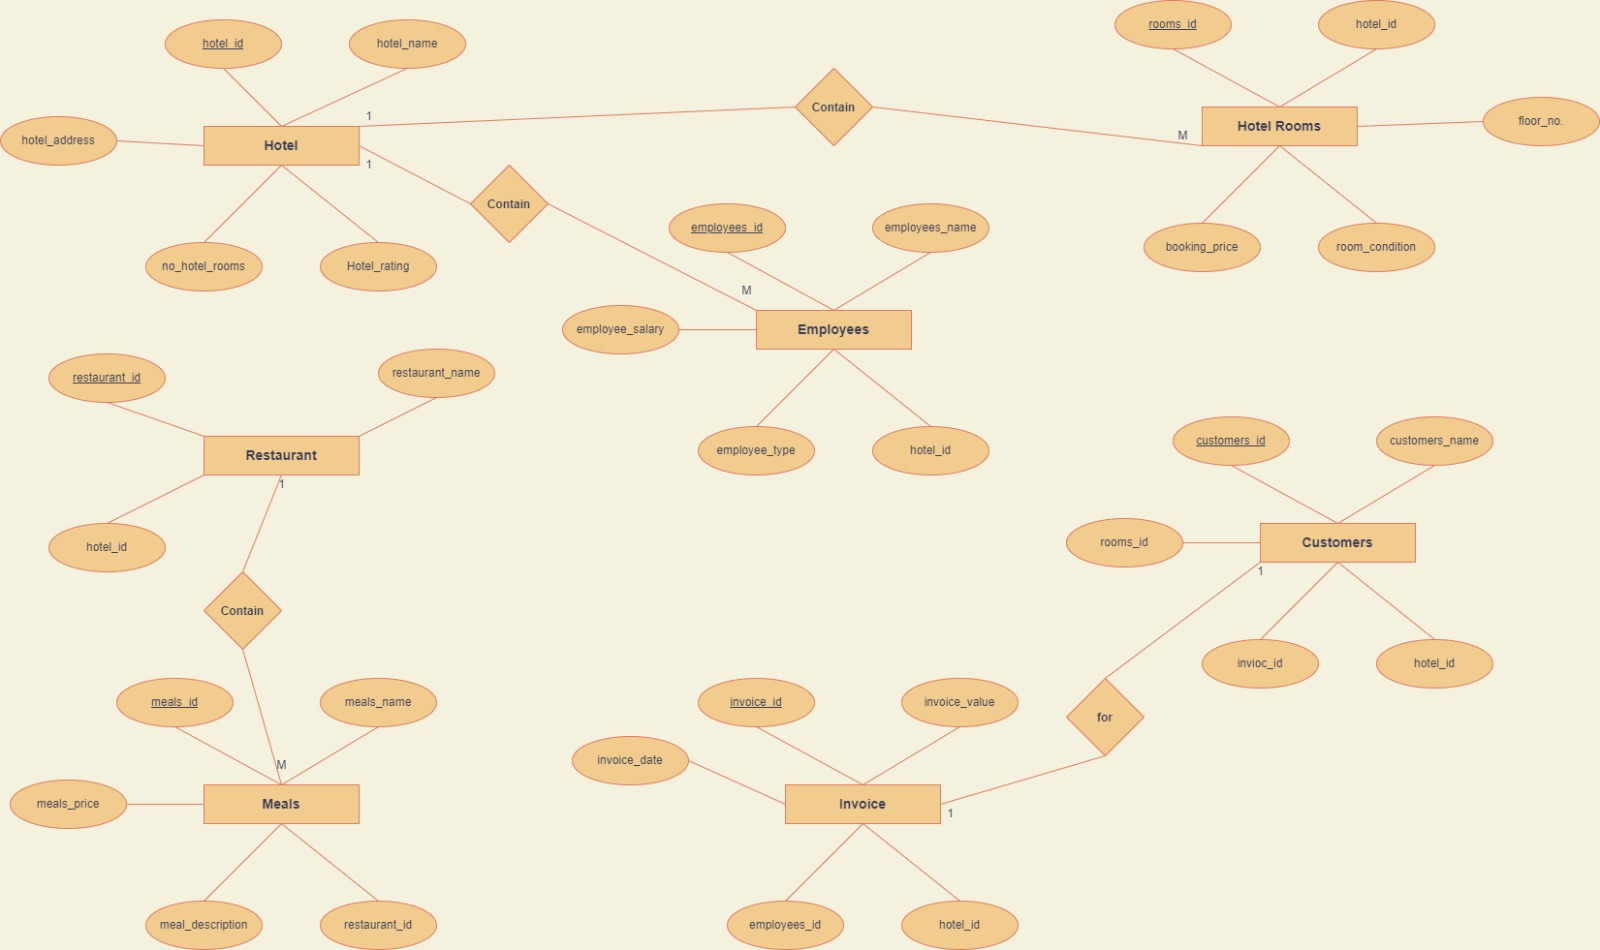 rooms_id
hotel_id
hotel_id
hotel_name
Contain
1
floor_no.
Hotel Rooms
M
hotel_address
Hotel
1
Contain
employees_id
employees_name
booking_price
room_condition
no_hotel_rooms
Hotel_rating
M
employee_salary
Employees
restaurant_id
restaurant_name
customers_id
customers_name
employee_type
hotel_id
Restaurant
1
rooms_id
Customers
hotel_id
1
Contain
invioc_id
hotel_id
meals_id
meals_name
invoice_id
invoice_value
for
invoice_date
M
meals_price
Meals
Invoice
1
meal_description
restaurant_id
employees_id
hotel_id